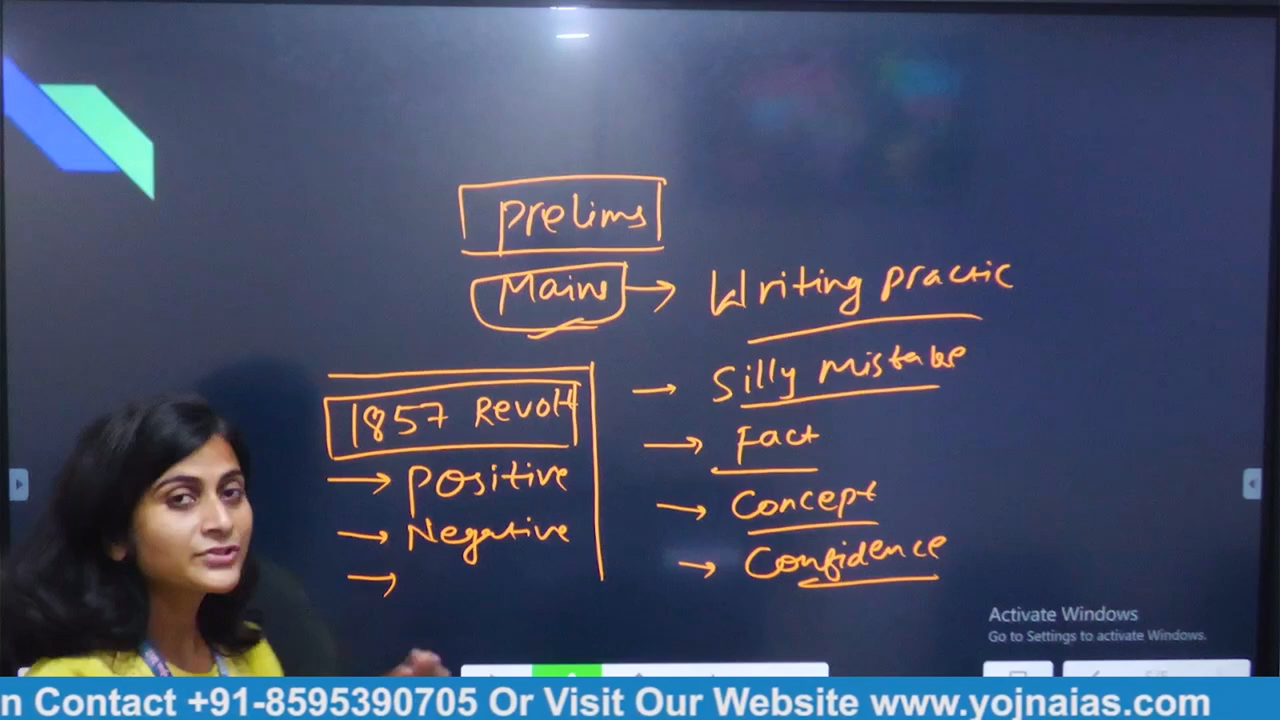 Prelims
Mains → Writing practic
→ Silly Mistake
1857 Revolt
→ Fact
→ positive
→ Concept
→ Negative
→ Confidence
→
Activate Windows
Go to Settings to activate Windows.
n Contact +91-8595390705 Or Visit Our Website www.yojnaias.com